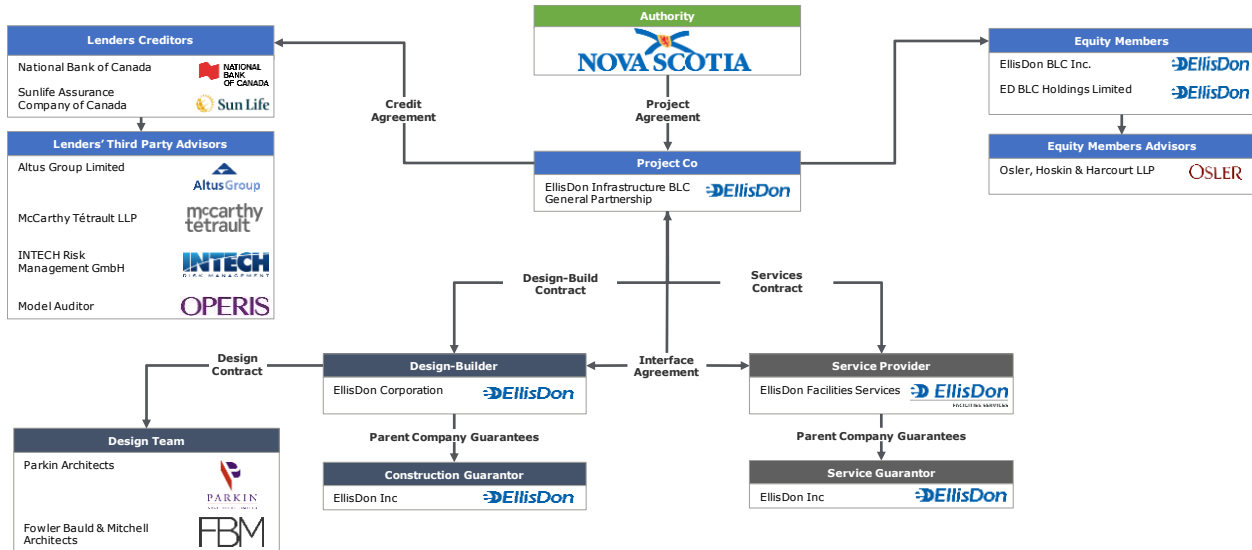 Authority
NOVA SCOTIA
Lenders Creditors
National Bank of Canada
NATIONAL
BANK
OF CANADA
Sunlife Assurance
Company of Canada
Sun Life
Credit
Agreement
Project
Agreement
Equity Members
EllisDon BLC Inc.
EllisDon
ED BLC Holdings Limited
EllisDon
Lenders' Third Party Advisors
Altus Group Limited
AltusGroup
McCarthy Tétrault LLP
mccarthy
tetrault
INTECH Risk
Management GmbH
INTECH
RISK MANAGEMENT
Model Auditor
OPERIS
Project Co
EllisDon Infrastructure BLC
General Partnership
EllisDon
Equity Members Advisors
Osler, Hoskin & Harcourt LLP
OSLER
Design-Build
Contract
Services
Contract
Design
Contract
Design-Builder
EllisDon Corporation
EllisDon
Interface
Agreement
Service Provider
EllisDon Facilities Services
EllisDon
FACILITIES SERVICES
Parent Company Guarantees
Parent Company Guarantees
Design Team
Parkin Architects
PARKIN
Fowler Bauld & Mitchell
Architects
FBM
Construction Guarantor
EllisDon Inc
EllisDon
Service Guarantor
EllisDon Inc
EllisDon